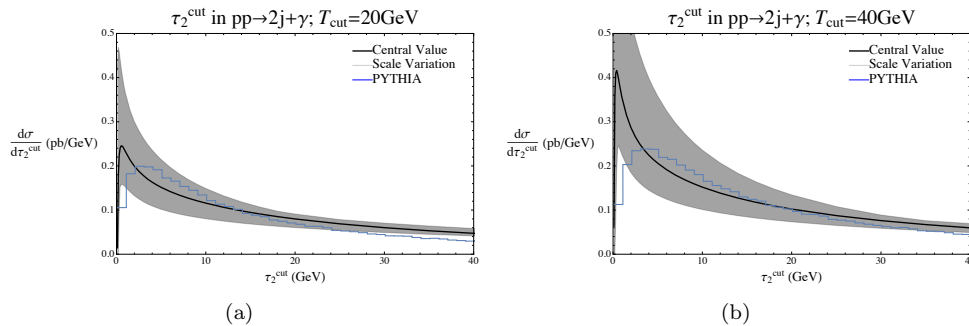 τ₂ᶜᵘᵗ in pp→2j+γ; T_cut=20GeV
0.5
0.4
0.3
0.2
0.1
0.0
dσ/dτ₂ᶜᵘᵗ (pb/GeV)
Central Value
Scale Variation
PYTHIA
0 10 20 30 40
τ₂ᶜᵘᵗ (GeV)
(a)
τ₂ᶜᵘᵗ in pp→2j+γ; T_cut=40GeV
0.5
0.4
0.3
0.2
0.1
0.0
dσ/dτ₂ᶜᵘᵗ (pb/GeV)
Central Value
Scale Variation
PYTHIA
0 10 20 30 40
τ₂ᶜᵘᵗ (GeV)
(b)